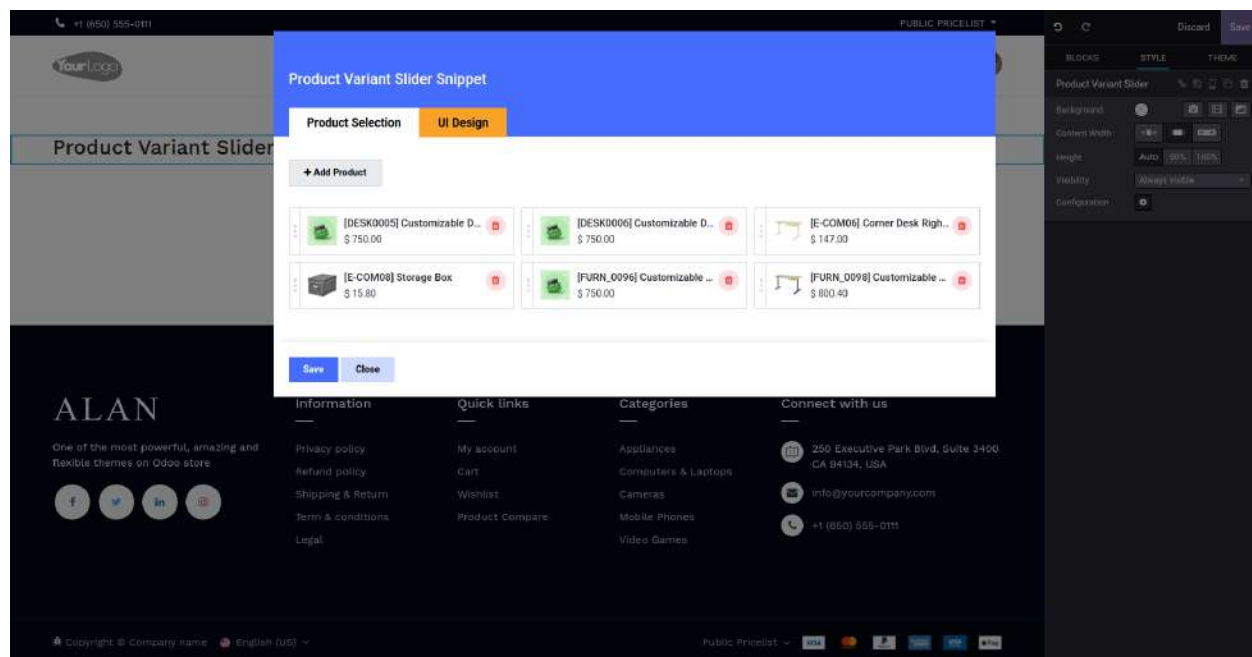 +1 (650) 555-0111
PUBLIC PRICELIST
Discard
Save
YourLogo
BLOCKS
STYLE
THEME
Product Variant Slider Snippet
Product Variant Slider
Background
Product Selection
UI Design
Content Width
Product Variant Slider
Height
Auto
50%
100%
+ Add Product
Visibility
Always visible
Configuration
[DESK0005] Customizable D...
$ 750.00
[DESK0006] Customizable D...
$ 750.00
[E-COM06] Corner Desk Righ...
$ 147.00
[E-COM08] Storage Box
$ 15.80
[FURN_0096] Customizable ...
$ 750.00
[FURN_0098] Customizable ...
$ 800.40
Save
Close
ALAN
Information
Quick links
Categories
Connect with us
One of the most powerful, amazing and
flexible themes on Odoo store
Privacy policy
Refund policy
Shipping & Return
Term & conditions
Legal
My account
Cart
Wishlist
Product Compare
Appliances
Computers & Laptops
Cameras
Mobile Phones
Video Games
250 Executive Park Blvd, Suite 3400
CA 94134, USA
info@yourcompany.com
+1 (650) 555-0111
Copyright © Company name
English (US)
Public Pricelist
VISA